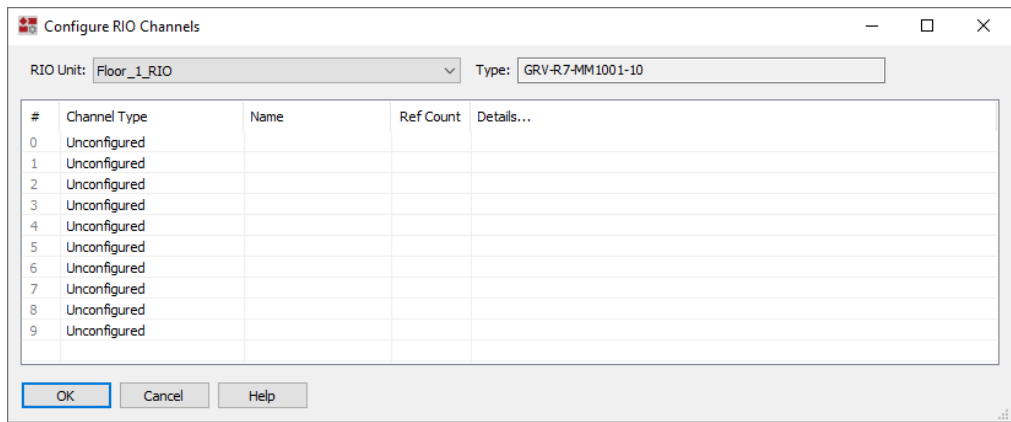 Configure RIO Channels
RIO Unit: Floor_1_RIO Type: GRV-R7-MM1001-10
# Channel Type Name Ref Count Details...
0 Unconfigured
1 Unconfigured
2 Unconfigured
3 Unconfigured
4 Unconfigured
5 Unconfigured
6 Unconfigured
7 Unconfigured
8 Unconfigured
9 Unconfigured
OK Cancel Help